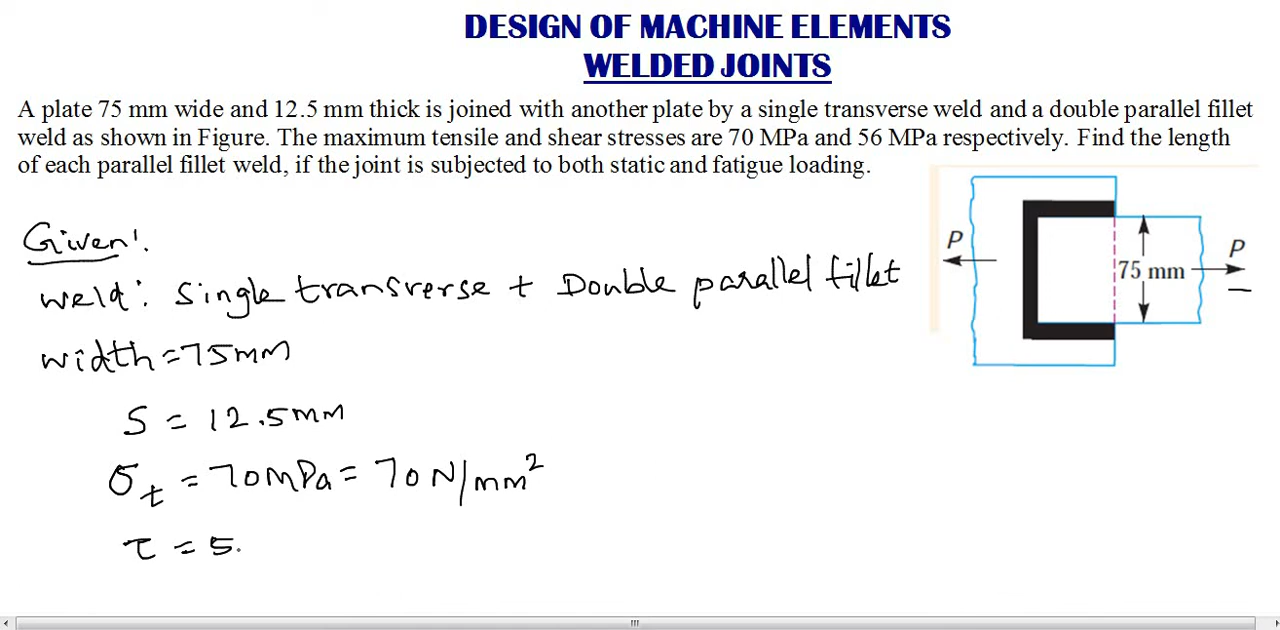 DESIGN OF MACHINE ELEMENTS
WELDED JOINTS
A plate 75 mm wide and 12.5 mm thick is joined with another plate by a single transverse weld and a double parallel fillet
weld as shown in Figure. The maximum tensile and shear stresses are 70 MPa and 56 MPa respectively. Find the length
of each parallel fillet weld, if the joint is subjected to both static and fatigue loading.
Given:
Weld: Single transverse + Double parallel fillet
width = 75mm
S = 12.5mm
σt = 70MPa = 70 N/mm²
τ = 5.
P
75 mm
P